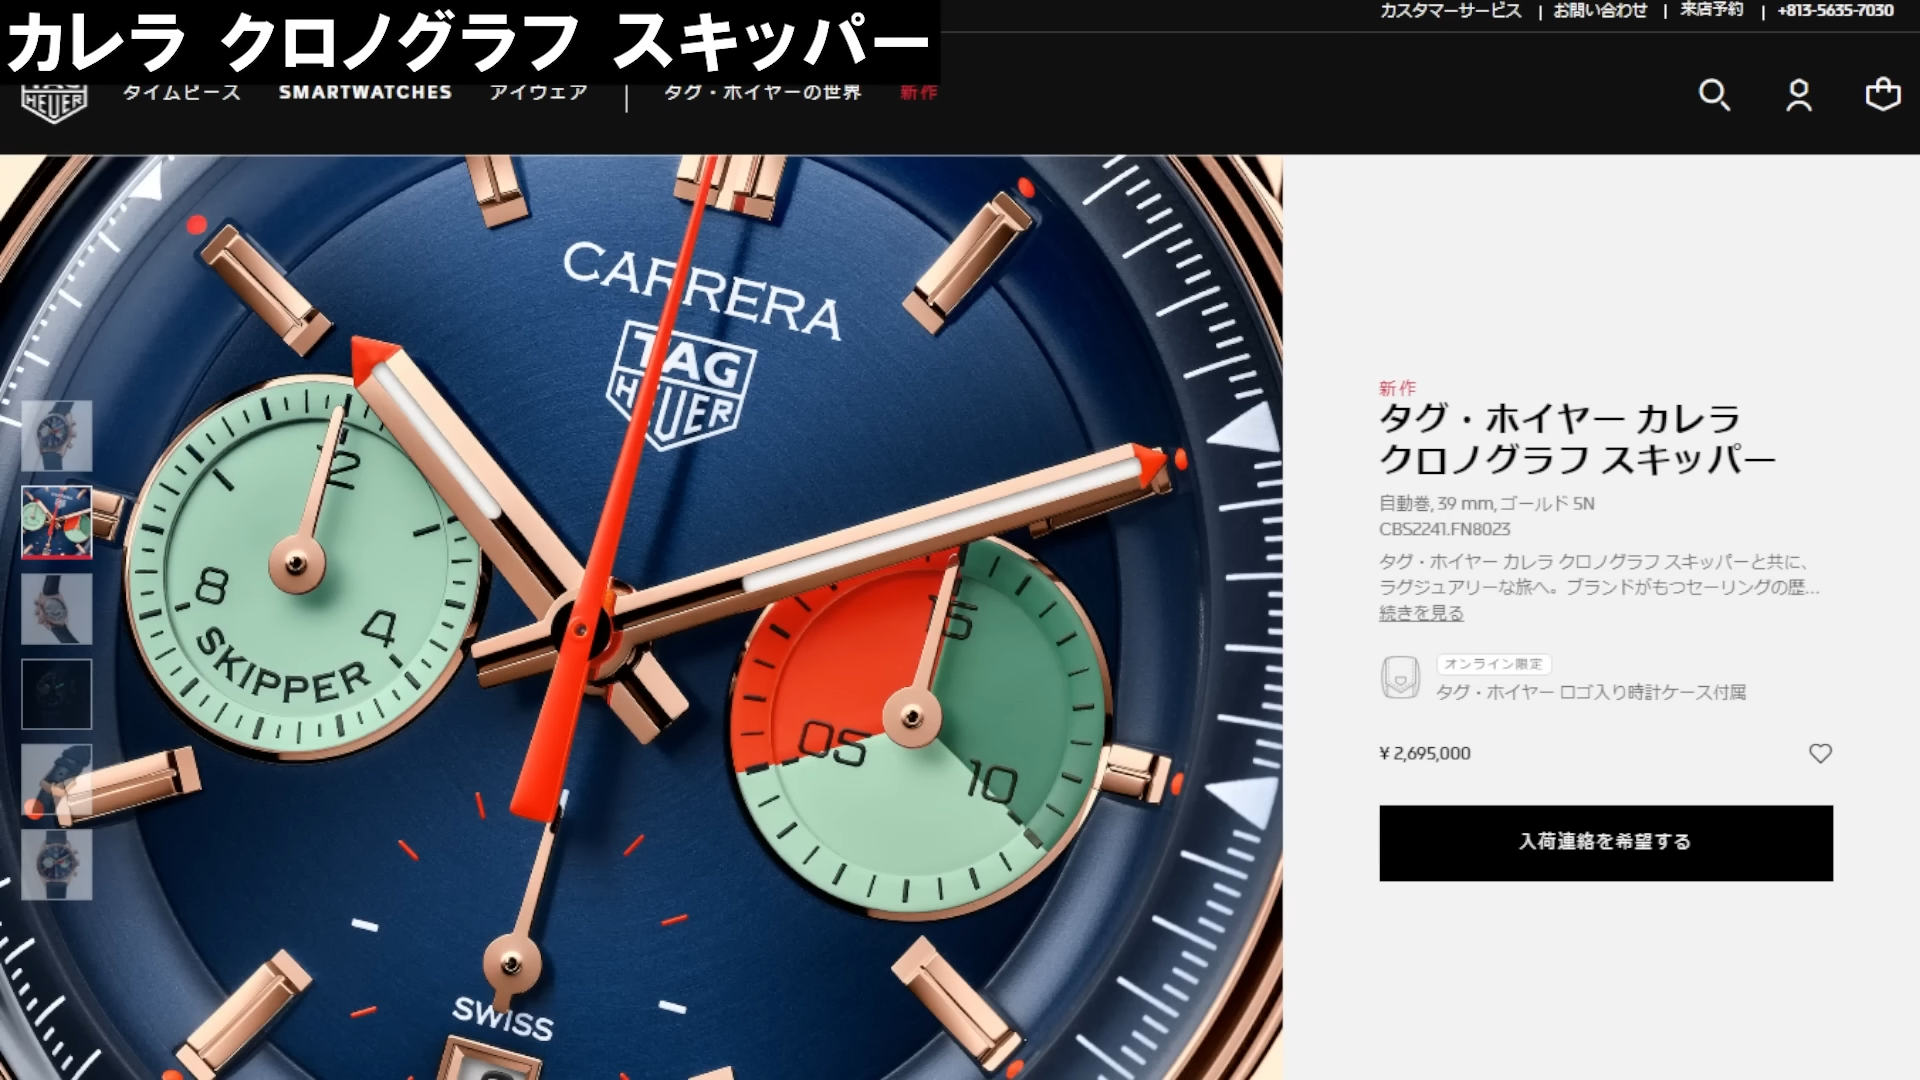 カレラ クロノグラフ スキッパー
カスタマーサービス | お問い合わせ | 来店予約 | +813-5635-7030
TAG
HEUER
タイムピース SMARTWATCHES アイウェア | タグ・ホイヤーの世界 新作
CARRERA
TAG
HEUER
12
8
4
SKIPPER
15
05
10
SWISS
新作
タグ・ホイヤー カレラ
クロノグラフ スキッパー
自動巻, 39 mm, ゴールド 5N
CBS2241.FN8023
タグ・ホイヤー カレラ クロノグラフ スキッパーと共に、
ラグジュアリーな旅へ。ブランドがもつセーリングの歴...
続きを見る
オンライン限定
タグ・ホイヤー ロゴ入り時計ケース付属
¥ 2,695,000
入荷連絡を希望する